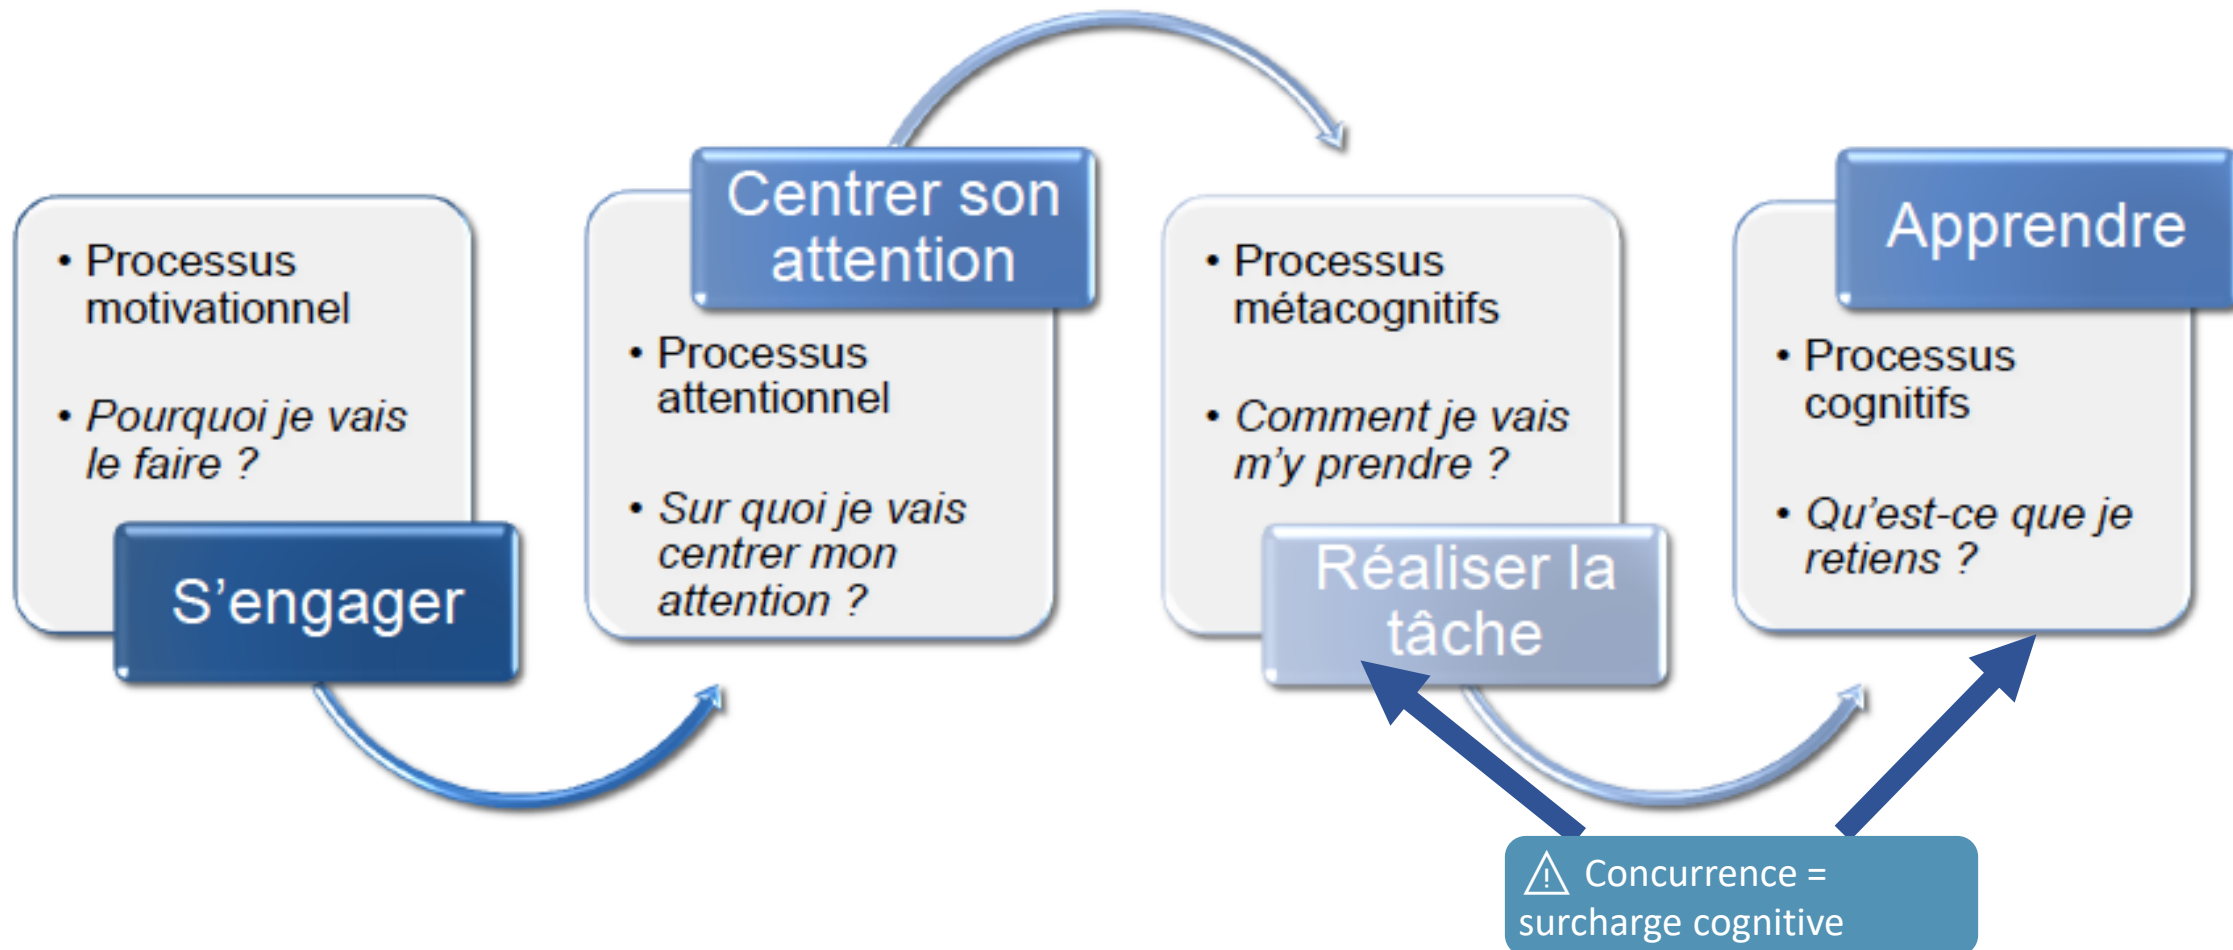 • Processus
motivationnel
• Pourquoi je vais
le faire ?
S’engager
Centrer son
attention
• Processus
attentionnel
• Sur quoi je vais
centrer mon
attention ?
• Processus
métacognitifs
• Comment je vais
m’y prendre ?
Réaliser la
tâche
Apprendre
• Processus
cognitifs
• Qu’est-ce que je
retiens ?
⚠ Concurrence =
surcharge cognitive